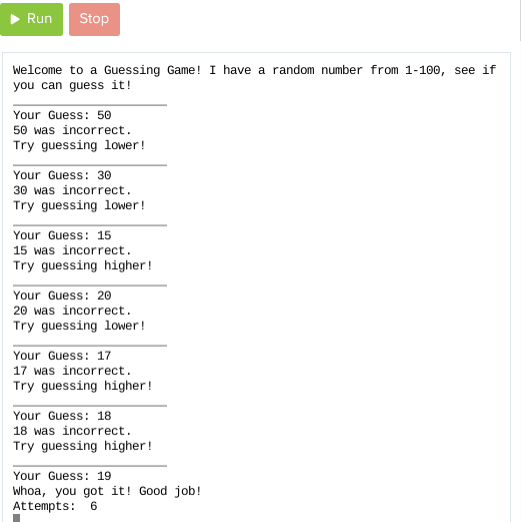 Run Stop
Welcome to a Guessing Game! I have a random number from 1-100, see if
you can guess it!
Your Guess: 50
50 was incorrect.
Try guessing lower!
Your Guess: 30
30 was incorrect.
Try guessing lower!
Your Guess: 15
15 was incorrect.
Try guessing higher!
Your Guess: 20
20 was incorrect.
Try guessing lower!
Your Guess: 17
17 was incorrect.
Try guessing higher!
Your Guess: 18
18 was incorrect.
Try guessing higher!
Your Guess: 19
Whoa, you got it! Good job!
Attempts:  6